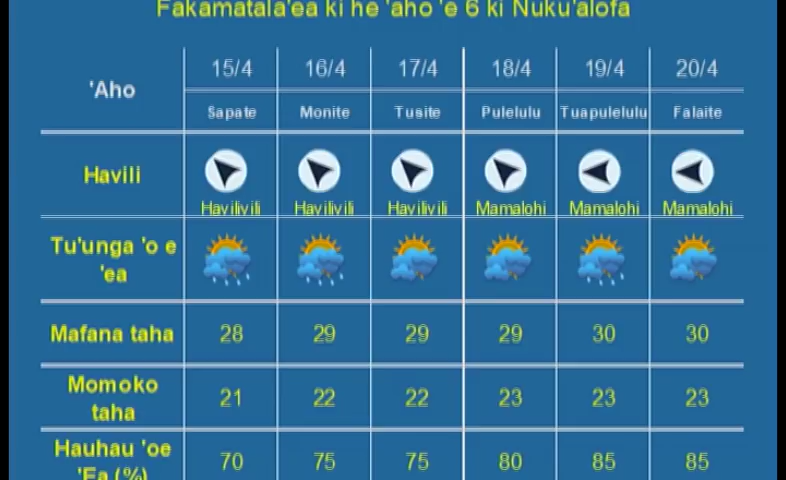 Fakamatala'ea ki he 'aho 'e 6 ki Nuku'alofa
'Aho 15/4 16/4 17/4 18/4 19/4 20/4
Sapate Monite Tusite Pulelulu Tuapulelulu Falaite
Havili
Havilivili Havilivili Havilivili Mamalohi Mamalohi Mamalohi
Tu'unga 'o e
'ea
Mafana taha 28 29 29 29 30 30
Momoko
taha
21 22 22 23 23 23
Hauhau 'oe
'Ea (%)
70 75 75 80 85 85